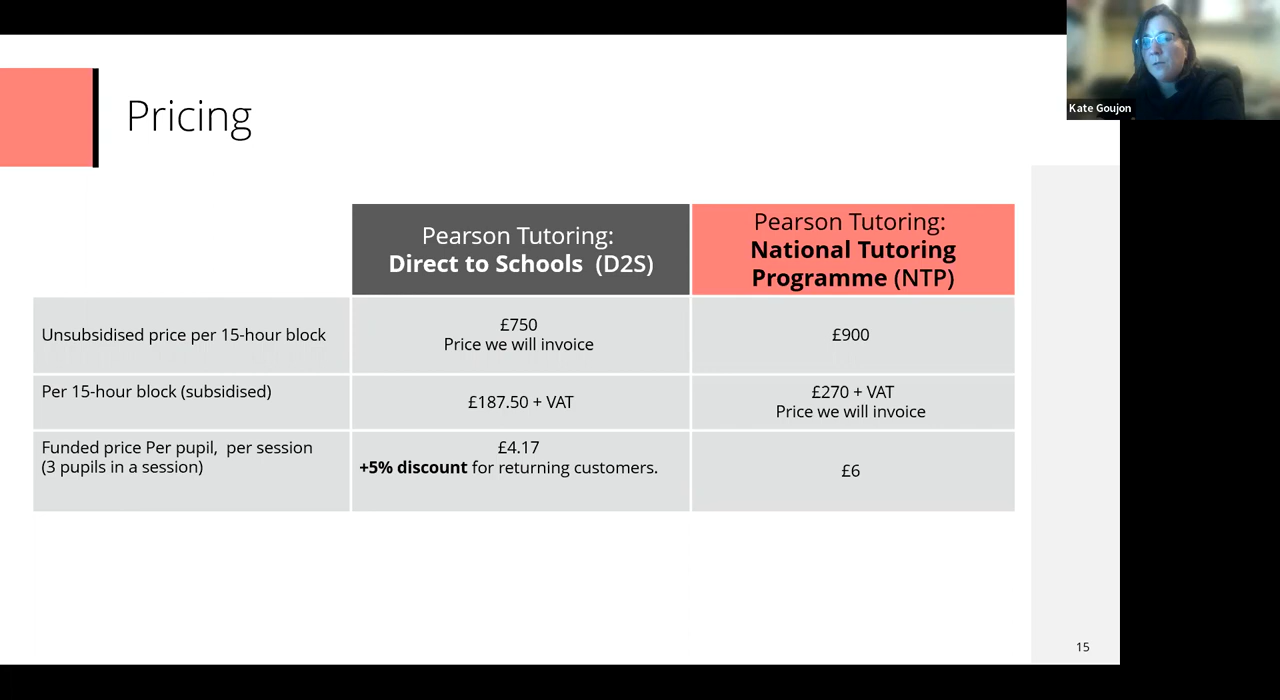 Kate Goujon
Pricing
Pearson Tutoring:
Direct to Schools (D2S)
Pearson Tutoring:
National Tutoring
Programme (NTP)
Unsubsidised price per 15-hour block
£750
Price we will invoice
£900
Per 15-hour block (subsidised)
£187.50 + VAT
£270 + VAT
Price we will invoice
Funded price Per pupil, per session
(3 pupils in a session)
£4.17
+5% discount for returning customers.
£6
15